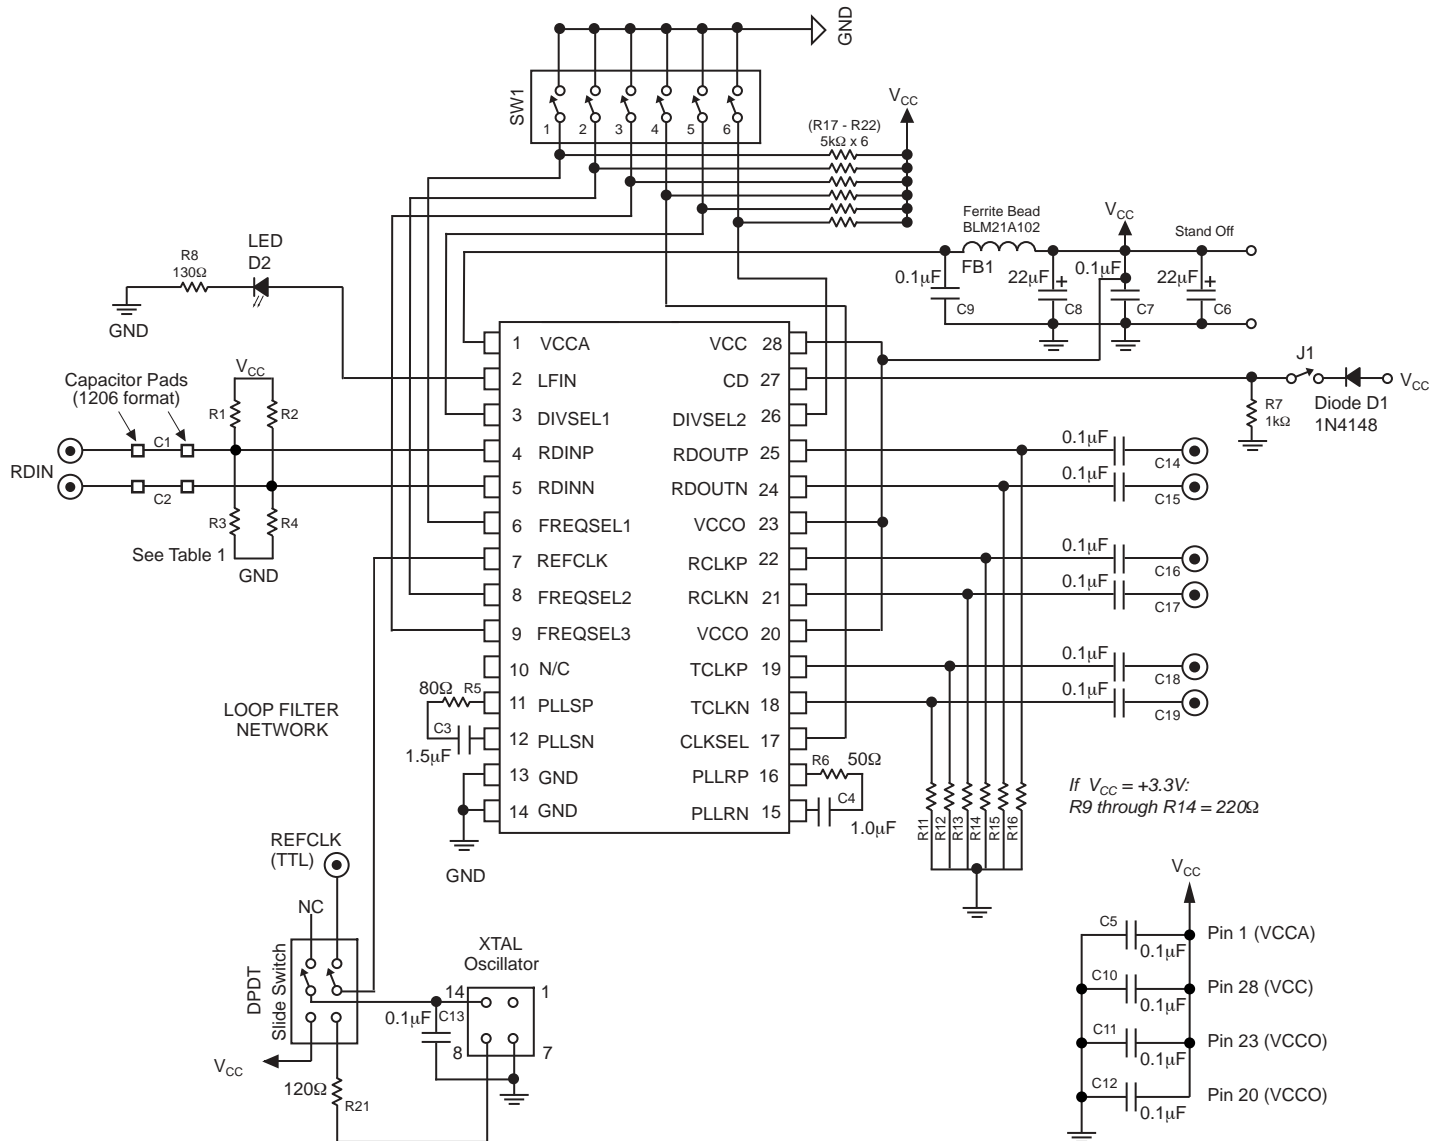 GND
SW1
1 2 3 4 5 6
VCC
(R17 - R22)
5kΩ x 6
Ferrite Bead
BLM21A102
FB1
VCC
Stand Off
0.1µF
C9
22µF
+
C8
0.1µF
C7
22µF
+
C6
LED
D2
R8
130Ω
GND
Capacitor Pads
(1206 format)
VCC
R1
R2
C1
RDIN
C2
R3
R4
See Table 1
GND
1 VCCA
2 LFIN
3 DIVSEL1
4 RDINP
5 RDINN
6 FREQSEL1
7 REFCLK
8 FREQSEL2
9 FREQSEL3
10 N/C
11 PLLSP
12 PLLSN
13 GND
14 GND
VCC 28
CD 27
DIVSEL2 26
RDOUTP 25
RDOUTN 24
VCCO 23
RCLKP 22
RCLKN 21
VCCO 20
TCLKP 19
TCLKN 18
CLKSEL 17
PLLRP 16
PLLRN 15
J1
VCC
R7
1kΩ
Diode D1
1N4148
0.1µF
C14
0.1µF
C15
0.1µF
C16
0.1µF
C17
0.1µF
C18
0.1µF
C19
80Ω R5
C3
1.5µF
LOOP FILTER
NETWORK
GND
R6 50Ω
C4
1.0µF
R11
R12
R13
R14
R15
R16
If VCC = +3.3V:
R9 through R14 = 220Ω
REFCLK
(TTL)
NC
DPDT
Slide Switch
VCC
120Ω
R21
XTAL
Oscillator
14
1
0.1µF
C13
8
7
VCC
C5
0.1µF
Pin 1 (VCCA)
C10
0.1µF
Pin 28 (VCC)
C11
0.1µF
Pin 23 (VCCO)
C12
0.1µF
Pin 20 (VCCO)